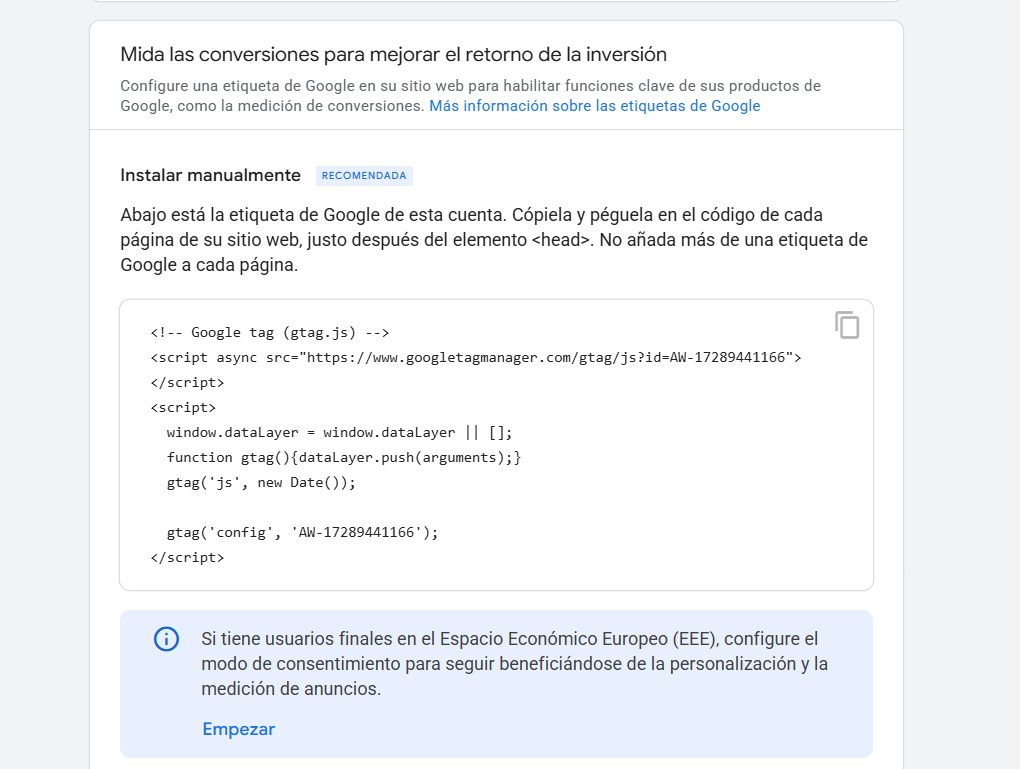 Mida las conversiones para mejorar el retorno de la inversión
Configure una etiqueta de Google en su sitio web para habilitar funciones clave de sus productos de
Google, como la medición de conversiones. Más información sobre las etiquetas de Google
Instalar manualmente RECOMENDADA
Abajo está la etiqueta de Google de esta cuenta. Cópiela y péguela en el código de cada
página de su sitio web, justo después del elemento <head>. No añada más de una etiqueta de
Google a cada página.
<!-- Google tag (gtag.js) -->
<script async src="https://www.googletagmanager.com/gtag/js?id=AW-17289441166">
</script>
<script>
  window.dataLayer = window.dataLayer || [];
  function gtag(){dataLayer.push(arguments);}
  gtag('js', new Date());
  gtag('config', 'AW-17289441166');
</script>
Si tiene usuarios finales en el Espacio Económico Europeo (EEE), configure el
modo de consentimiento para seguir beneficiándose de la personalización y la
medición de anuncios.
Empezar